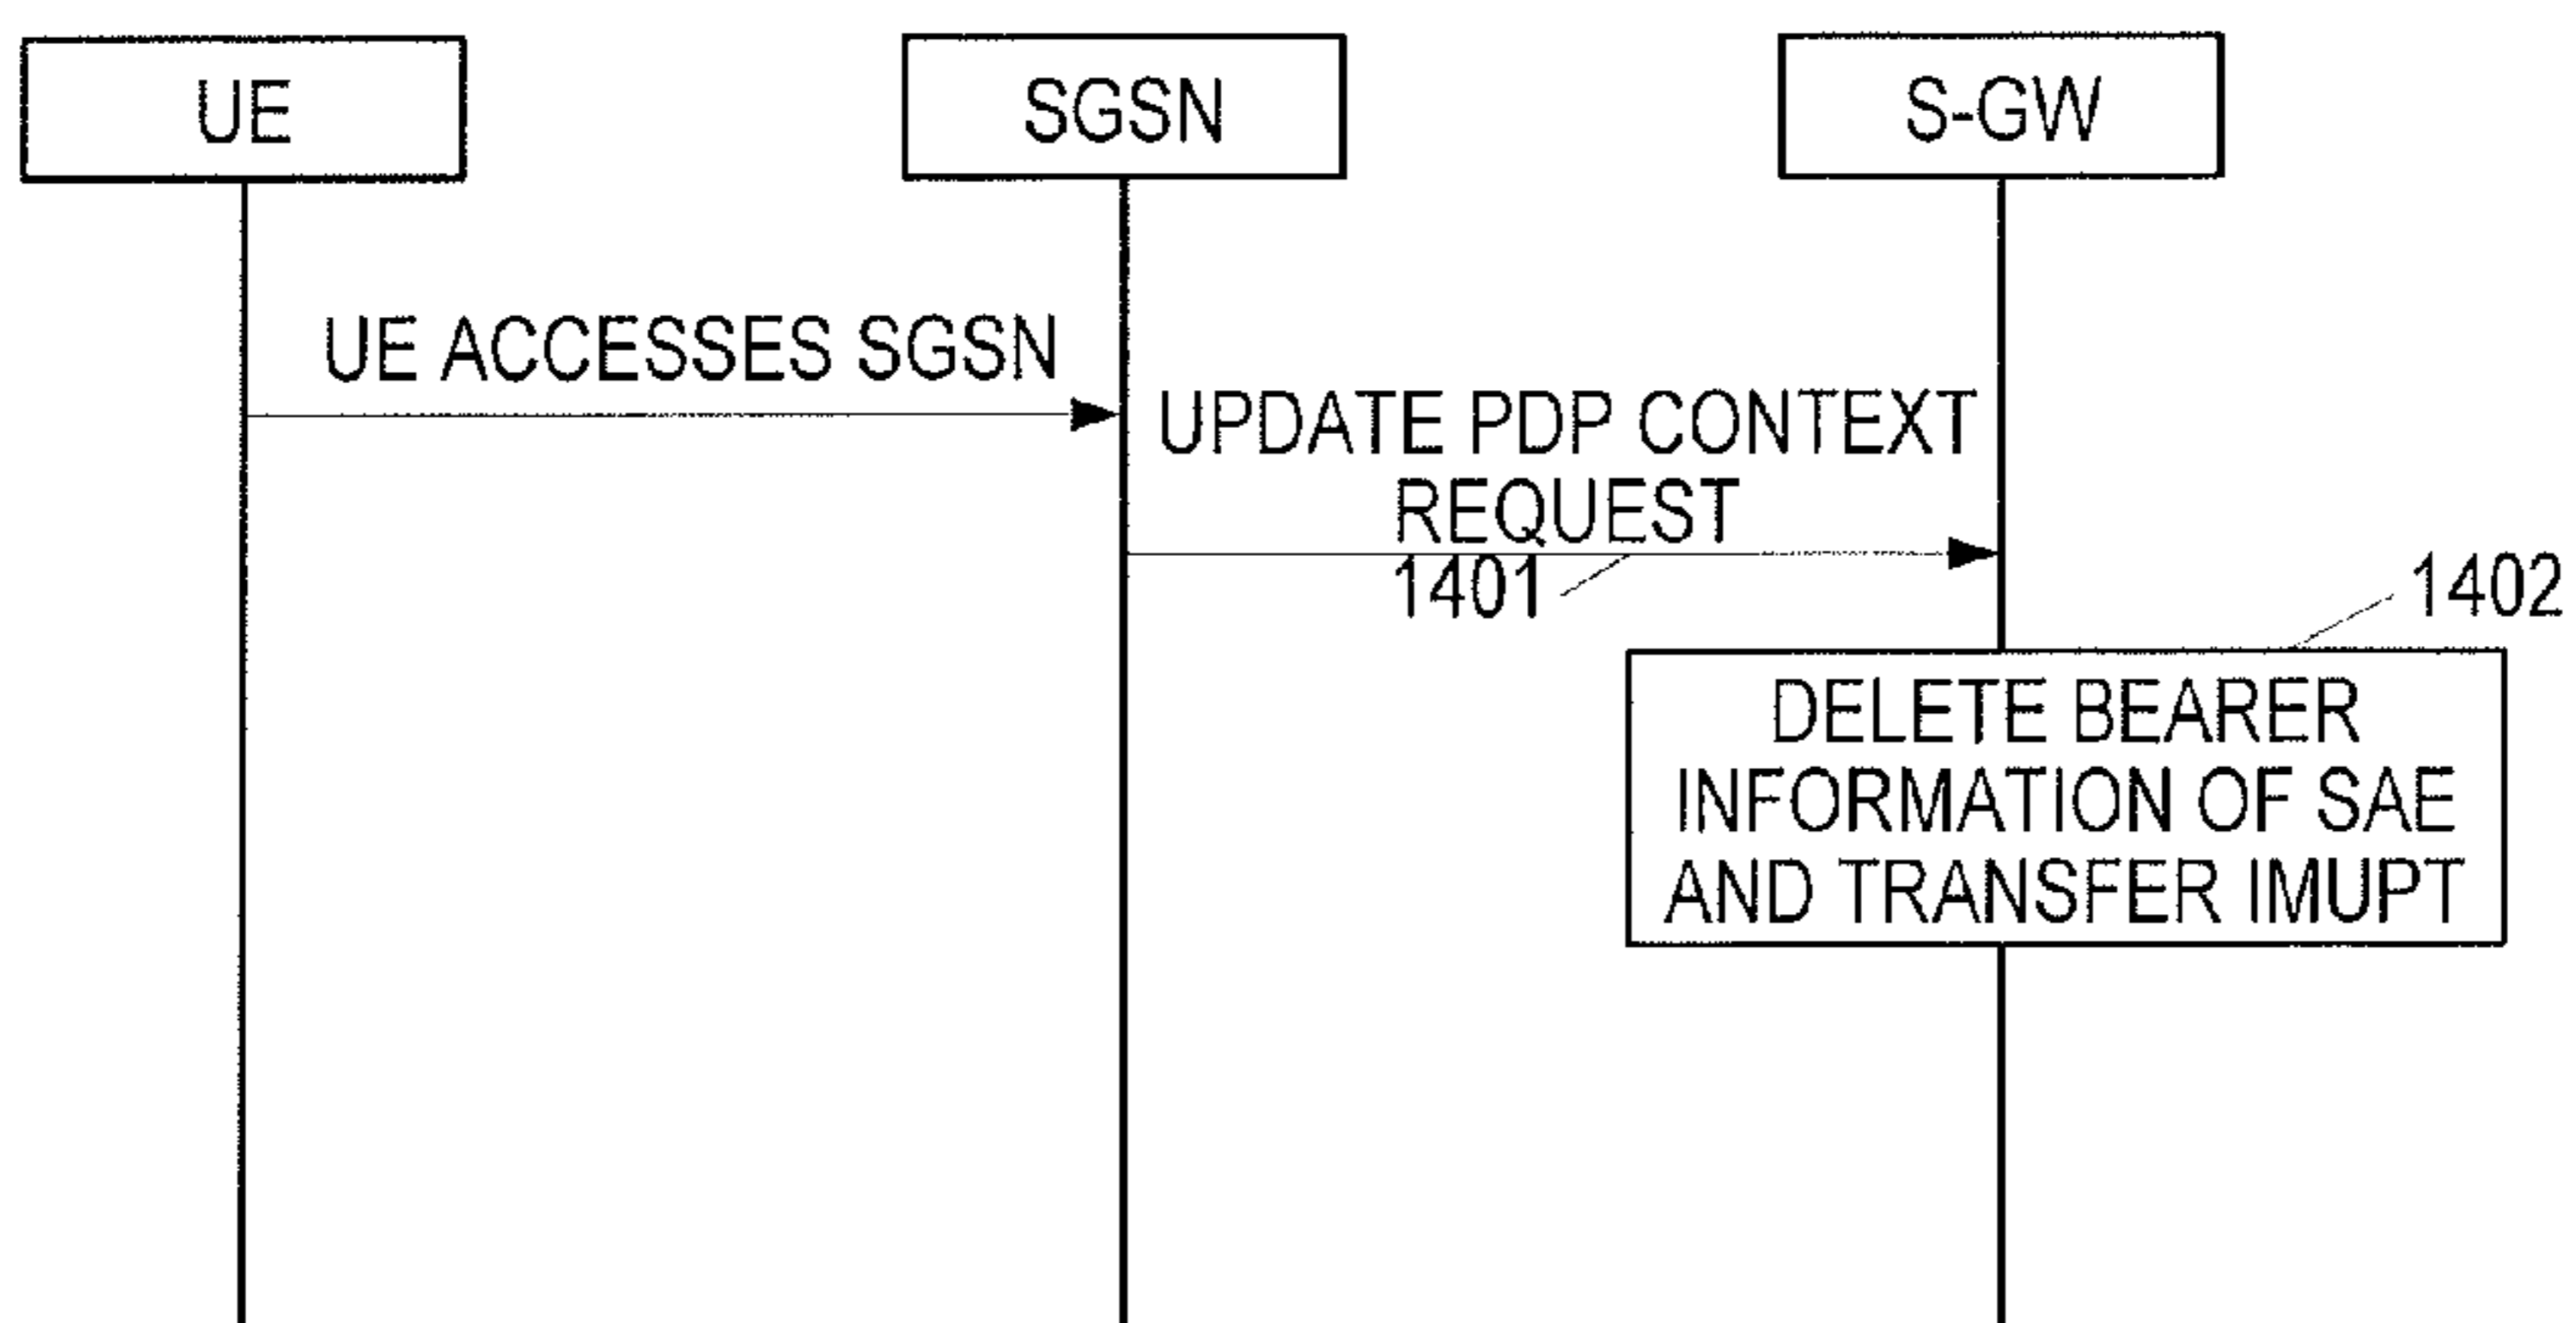 UE
SGSN
S-GW
UE ACCESSES SGSN
UPDATE PDP CONTEXT
REQUEST
1401
1402
DELETE BEARER
INFORMATION OF SAE
AND TRANSFER IMUPT